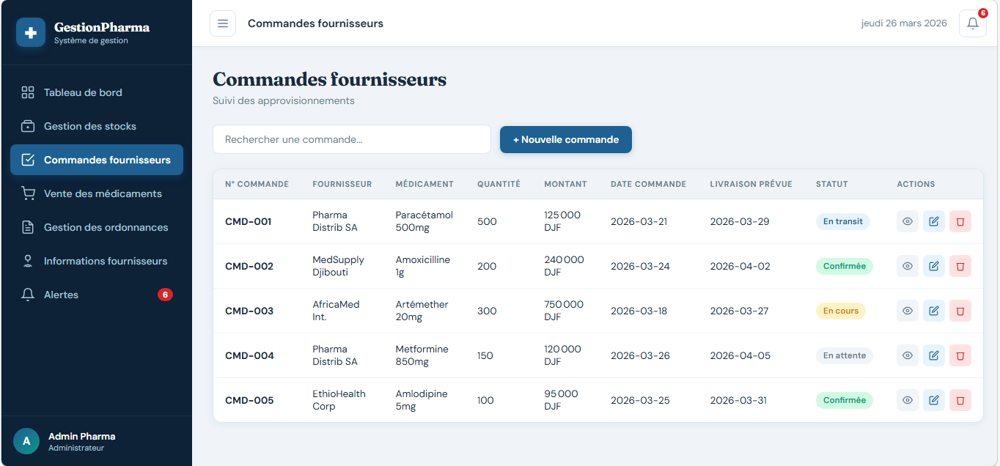 GestionPharma
Système de gestion
Tableau de bord
Gestion des stocks
Commandes fournisseurs
Vente des médicaments
Gestion des ordonnances
Informations fournisseurs
Alertes 6
A
Admin Pharma
Administrateur
Commandes fournisseurs
jeudi 26 mars 2026
6
Commandes fournisseurs
Suivi des approvisionnements
Rechercher une commande...
+ Nouvelle commande
N° COMMANDE FOURNISSEUR MÉDICAMENT QUANTITÉ MONTANT DATE COMMANDE LIVRAISON PRÉVUE STATUT ACTIONS
CMD-001 Pharma Distrib SA Paracétamol 500mg 500 125 000 DJF 2026-03-21 2026-03-29 En transit
CMD-002 MedSupply Djibouti Amoxicilline 1g 200 240 000 DJF 2026-03-24 2026-04-02 Confirmée
CMD-003 AfricaMed Int. Artémether 20mg 300 750 000 DJF 2026-03-18 2026-03-27 En cours
CMD-004 Pharma Distrib SA Metformine 850mg 150 120 000 DJF 2026-03-26 2026-04-05 En attente
CMD-005 EthioHealth Corp Amlodipine 5mg 100 95 000 DJF 2026-03-25 2026-03-31 Confirmée